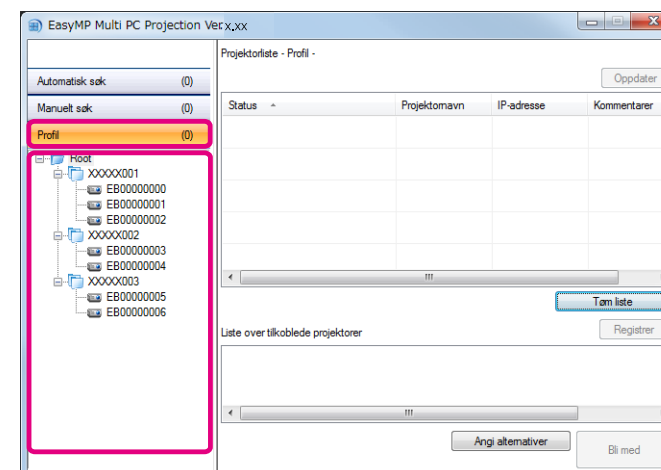 EasyMP Multi PC Projection Ver.x,xx
Projektorliste - Profil -
Automatisk søk (0)
Oppdater
Manuelt søk (0)
Status Projektornavn IP-adresse Kommentarer
Profil (0)
Root
XXXXX001
EB00000000
EB00000001
EB00000002
XXXXX002
EB00000003
EB00000004
XXXXX003
EB00000005
EB00000006
Tøm liste
Liste over tilkoblede projektorer
Registrer
Angi alternativer
Bli med